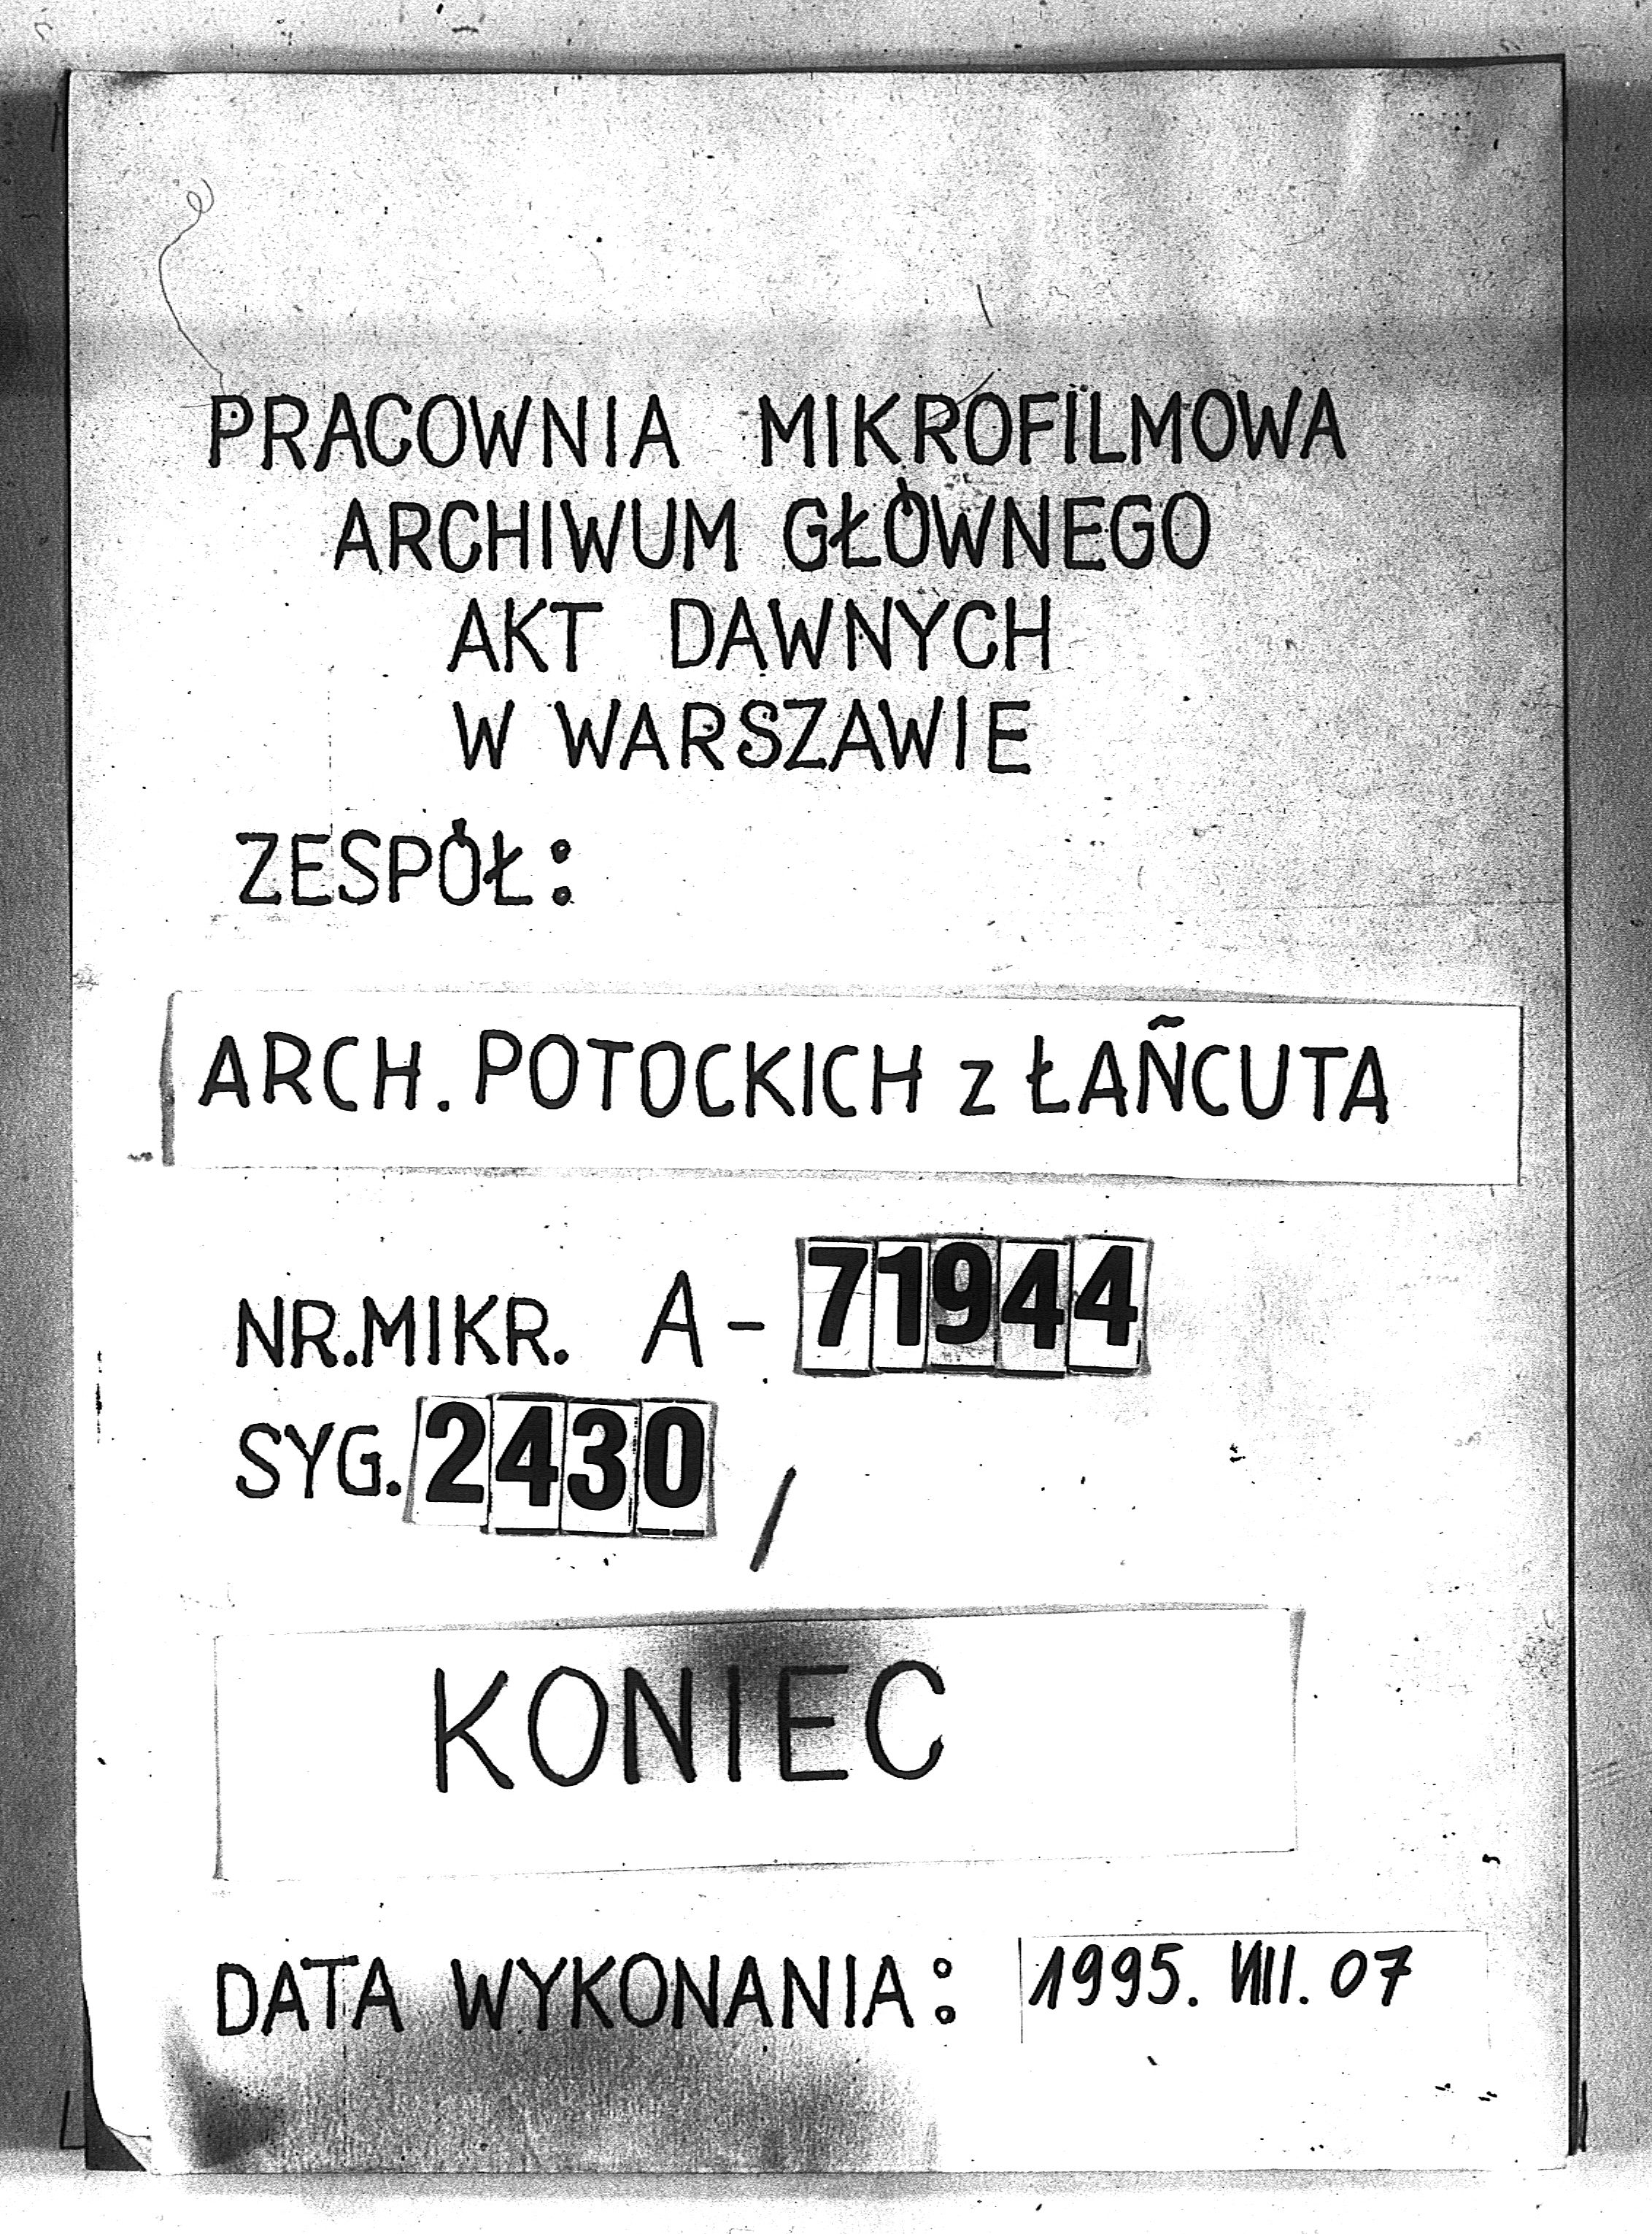 PRACOWNIA MIKROFILMOWA
ARCHIWUM GŁÓWNEGO
AKT DAWNYCH
W WARSZAWIE
ZESPÓŁ:
ARCH. POTOCKICH z ŁAŃCUTA
NR.MIKR. A-71944
SYG. 2430 /
KONIEC
DATA WYKONANIA: 1995. VIII. 07